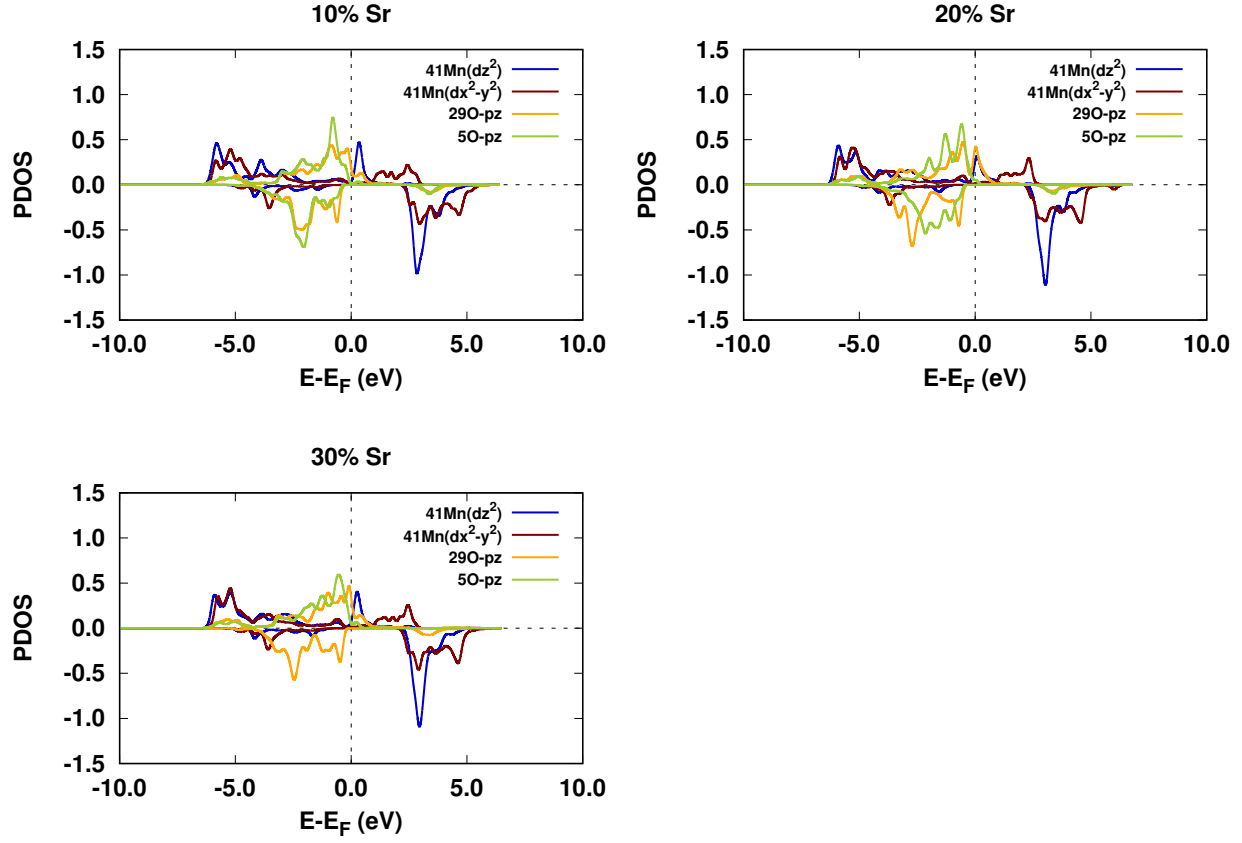 10% Sr
1.5
1.0
0.5
0.0
-0.5
-1.0
-1.5
-10.0 -5.0 0.0 5.0 10.0
PDOS
E-E_F (eV)
41Mn(dz²)
41Mn(dx²-y²)
29O-pz
5O-pz
20% Sr
1.5
1.0
0.5
0.0
-0.5
-1.0
-1.5
-10.0 -5.0 0.0 5.0 10.0
PDOS
E-E_F (eV)
41Mn(dz²)
41Mn(dx²-y²)
29O-pz
5O-pz
30% Sr
1.5
1.0
0.5
0.0
-0.5
-1.0
-1.5
-10.0 -5.0 0.0 5.0 10.0
PDOS
E-E_F (eV)
41Mn(dz²)
41Mn(dx²-y²)
29O-pz
5O-pz